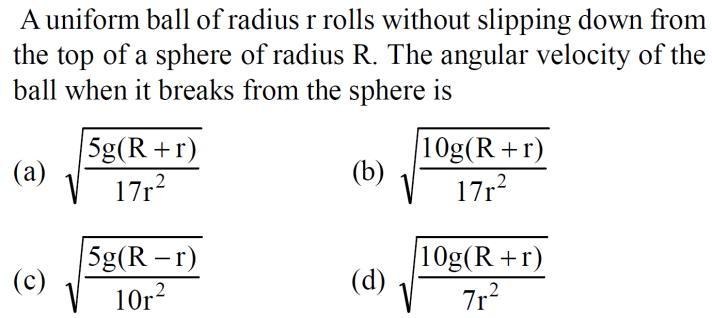 A uniform ball of radius r rolls without slipping down from
the top of a sphere of radius R. The angular velocity of the
ball when it breaks from the sphere is
(a) √(5g(R + r)/17r²) (b) √(10g(R + r)/17r²)
(c) √(5g(R – r)/10r²) (d) √(10g(R + r)/7r²)